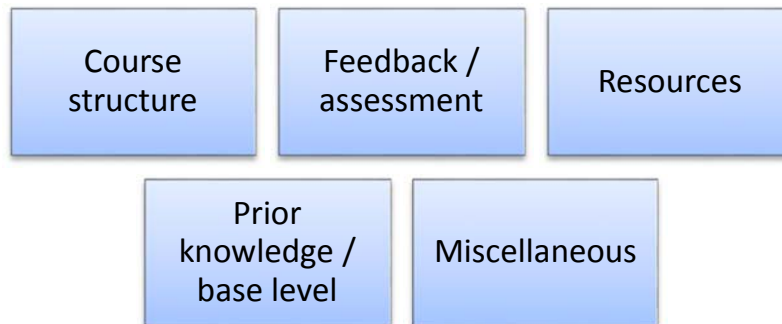 Course
structure
Feedback /
assessment
Resources
Prior
knowledge /
base level
Miscellaneous